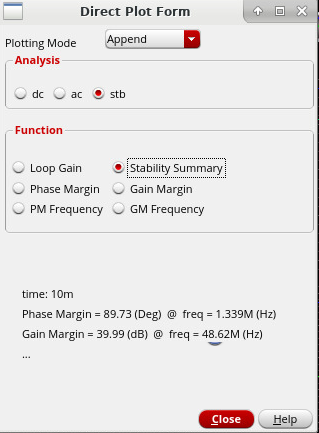 Direct Plot Form
Plotting Mode Append
Analysis
dc ac stb
Function
Loop Gain Stability Summary
Phase Margin Gain Margin
PM Frequency GM Frequency
time: 10m
Phase Margin = 89.73 (Deg) @ freq = 1.339M (Hz)
Gain Margin = 39.99 (dB) @ freq = 48.62M (Hz)
...
Close Help